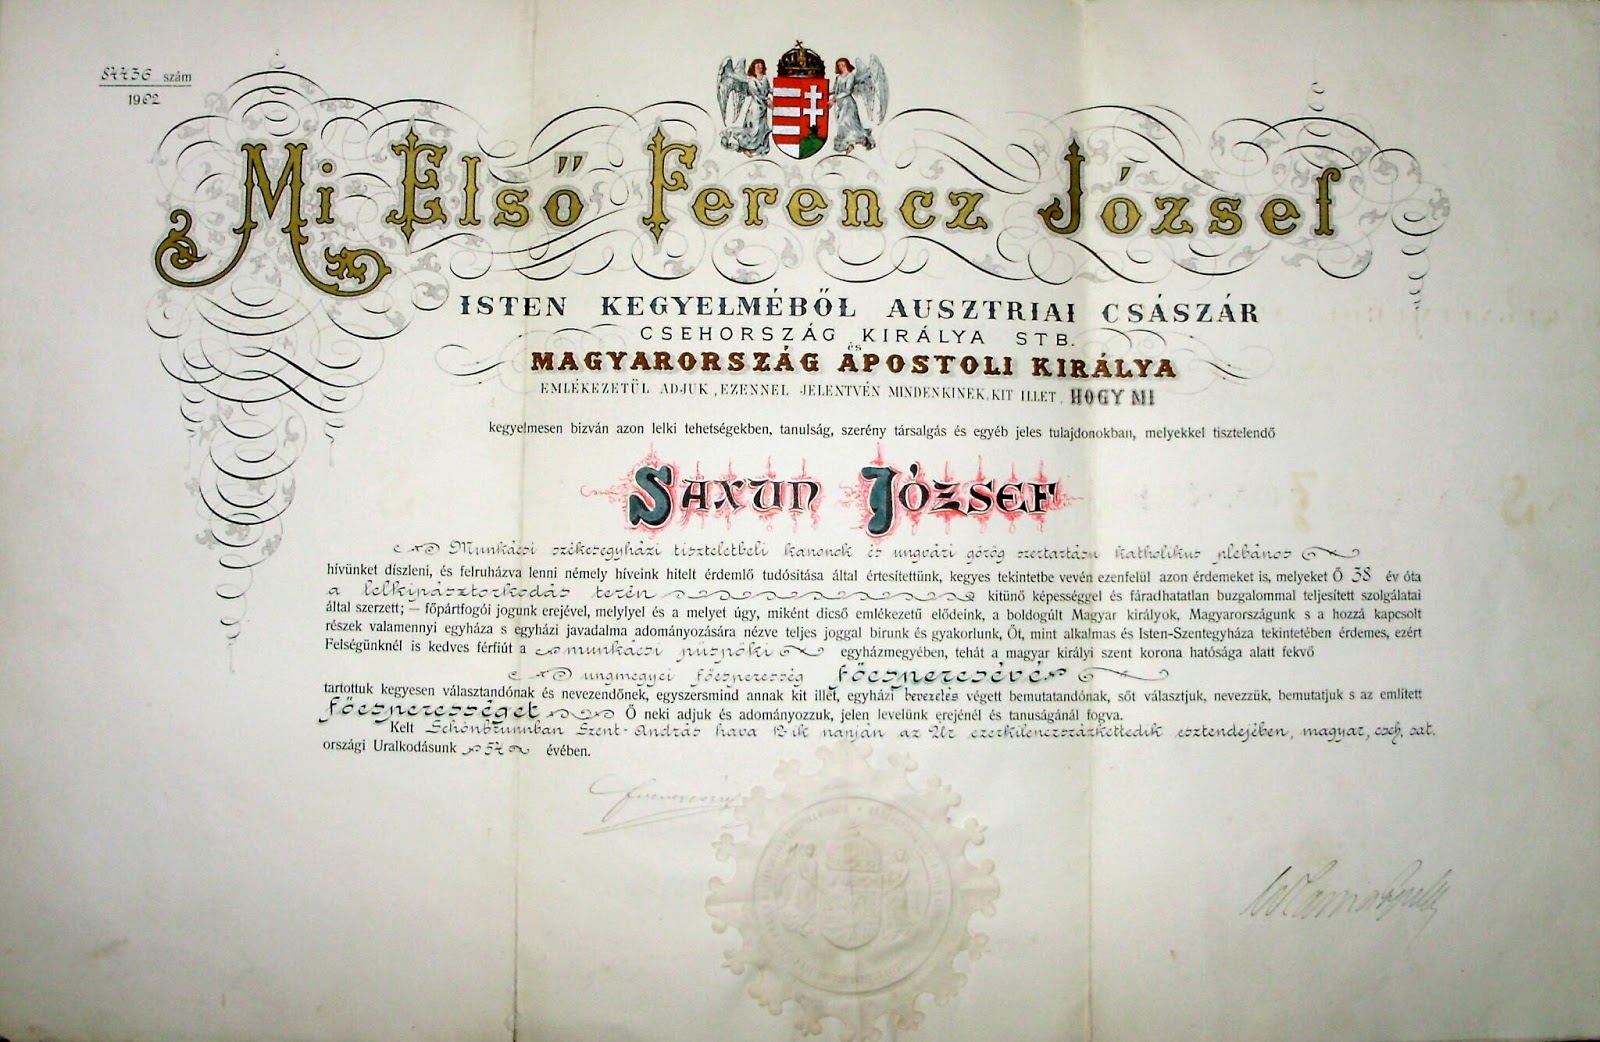 84436 szám
1902
Mi Első Ferencz József
ISTEN KEGYELMÉBŐL AUSZTRIAI CSÁSZÁR
CSEHORSZÁG KIRÁLYA STB.
és
MAGYARORSZÁG APOSTOLI KIRÁLYA
EMLÉKEZETÜL ADJUK, EZENNEL JELENTVÉN MINDENKINEK, KIT ILLET, HOGY MI
kegyelmesen bizván azon lelki tehetségekben, tanulság, szerény társalgás és egyéb jeles tulajdonokban, melyekkel tisztelendő
SAXUN JÓZSEF
Munkácsi székesegyházi tiszteletbeli kanonok és ungvári görög szertartásu katholikus plébános
hívünket díszleni, és felruházva lenni némely híveink hitelt érdemlő tudósitása által értesítettünk, kegyes tekintetbe vevén ezenfelül azon érdemeket is, melyeket Ő 38 év óta
a lelkipásztorkodás terén kitünő képességgel és fáradhatatlan buzgalommal teljesített szolgálatai
által szerzett; — főpártfogói jogunk erejével, melylyel és a melyet úgy, miként dicső emlékezetű elődeink, a boldogúlt Magyar királyok, Magyarországunk s a hozzá kapcsolt
részek valamennyi egyháza s egyházi javadalma adományozására nézve teljes joggal birunk és gyakorlunk, Őt, mint alkalmas és Isten-Szentegyháza tekintetében érdemes, ezért
Felségünknél is kedves férfiút a munkácsi püspöki egyházmegyében, tehát a magyar királyi szent korona hatósága alatt fekvő
ungmegyei főesperesség főesperesévé
tartottuk kegyesen választandónak és nevezendőnek, egyszersmind annak kit illet, egyházi bevezetés végett bemutatandónak, sőt választjuk, nevezzük, bemutatjuk s az említett
főesperességet Ő neki adjuk és adományozzuk, jelen levelünk erejénél és tanuságánál fogva.
Kelt Schönbrunnban Szent-András hava 12-ik napján az Úr ezerkilenczszázkettedik esztendejében, magyar, cseh, sat.
országi Uralkodásunk 54 évében.